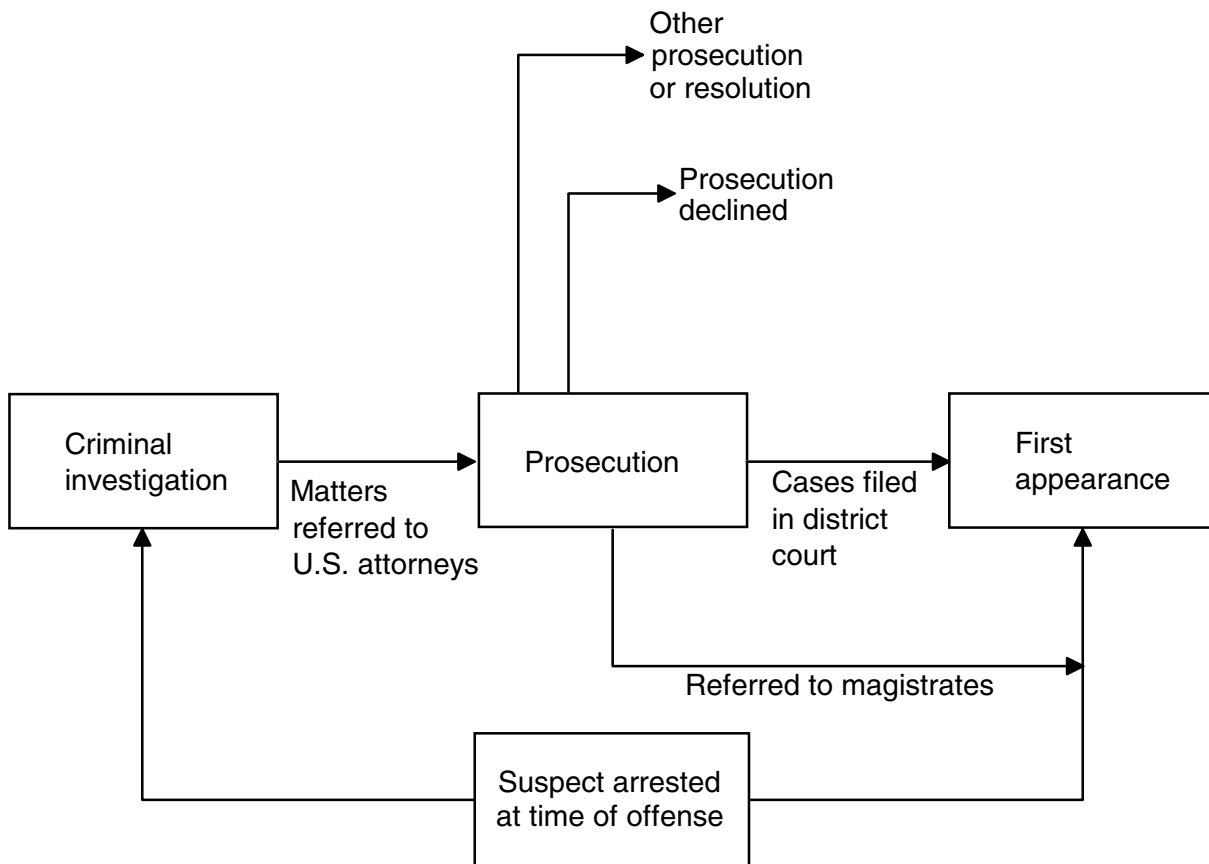 Other
prosecution
or resolution
Prosecution
declined
Criminal
investigation
Matters
referred to
U.S. attorneys
Prosecution
Cases filed
in district
court
First
appearance
Referred to magistrates
Suspect arrested
at time of offense